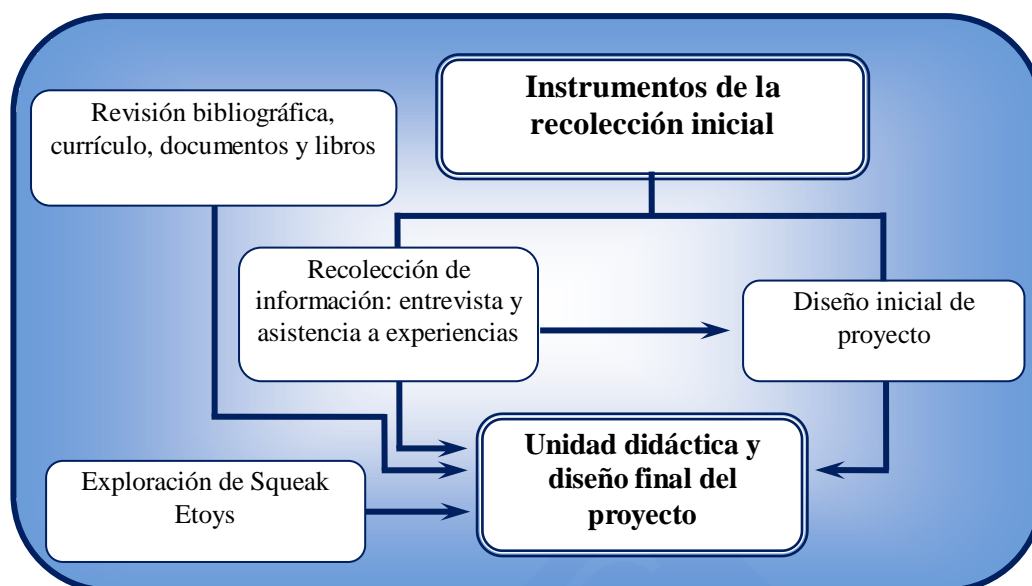 Instrumentos de la
recolección inicial
Revisión bibliográfica,
currículo, documentos y libros
Recolección de
información: entrevista y
asistencia a experiencias
Diseño inicial de
proyecto
Unidad didáctica y
diseño final del
proyecto
Exploración de Squeak
Etoys